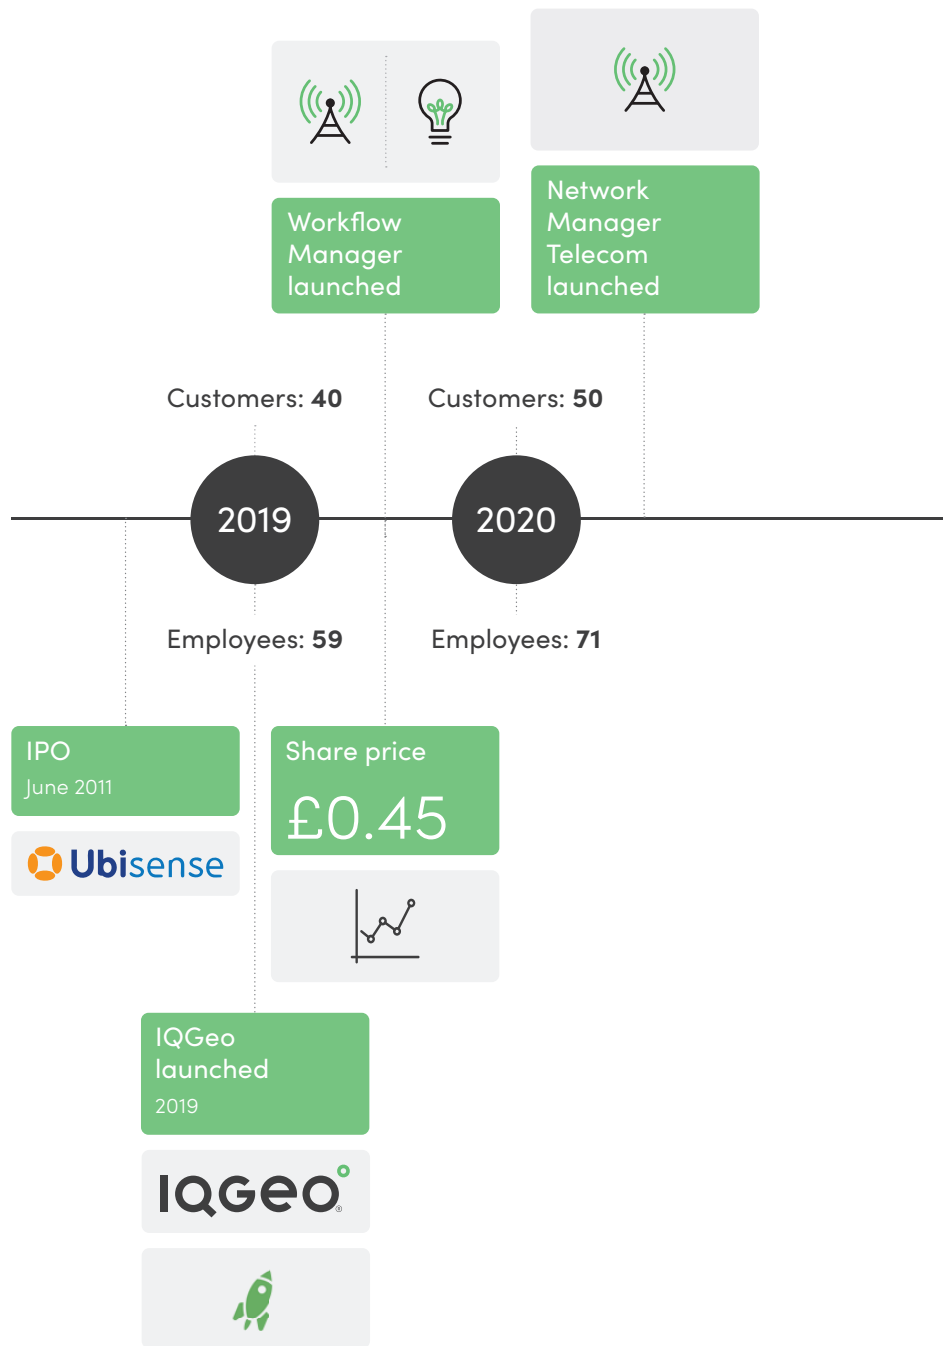 Workflow
Manager
launched
Network
Manager
Telecom
launched
Customers: 40
Customers: 50
2019
2020
Employees: 59
Employees: 71
IPO
June 2011
Ubisense
Share price
£0.45
IQGeo
launched
2019
IQGeo®